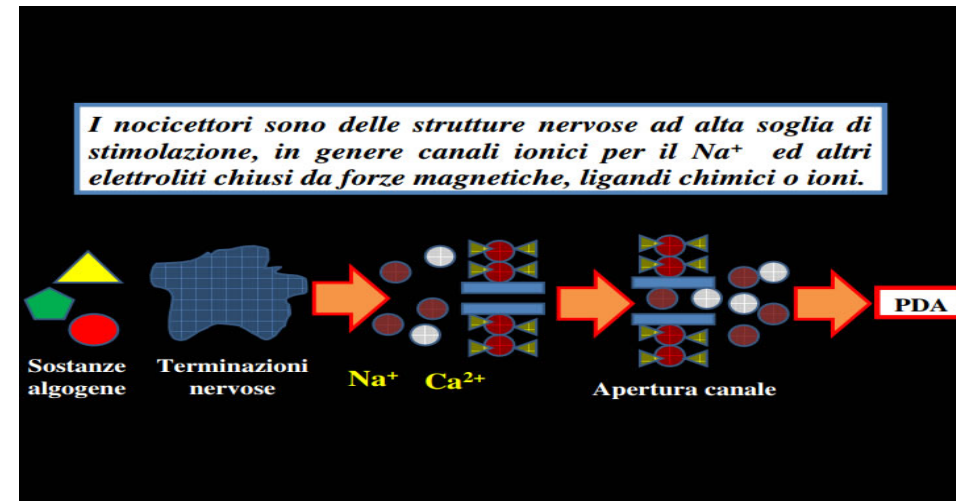 I nocicettori sono delle strutture nervose ad alta soglia di
stimolazione, in genere canali ionici per il Na⁺ ed altri
elettroliti chiusi da forze magnetiche, ligandi chimici o ioni.
PDA
Sostanze
algogene
Terminazioni
nervose
Na⁺
Ca²⁺
Apertura canale